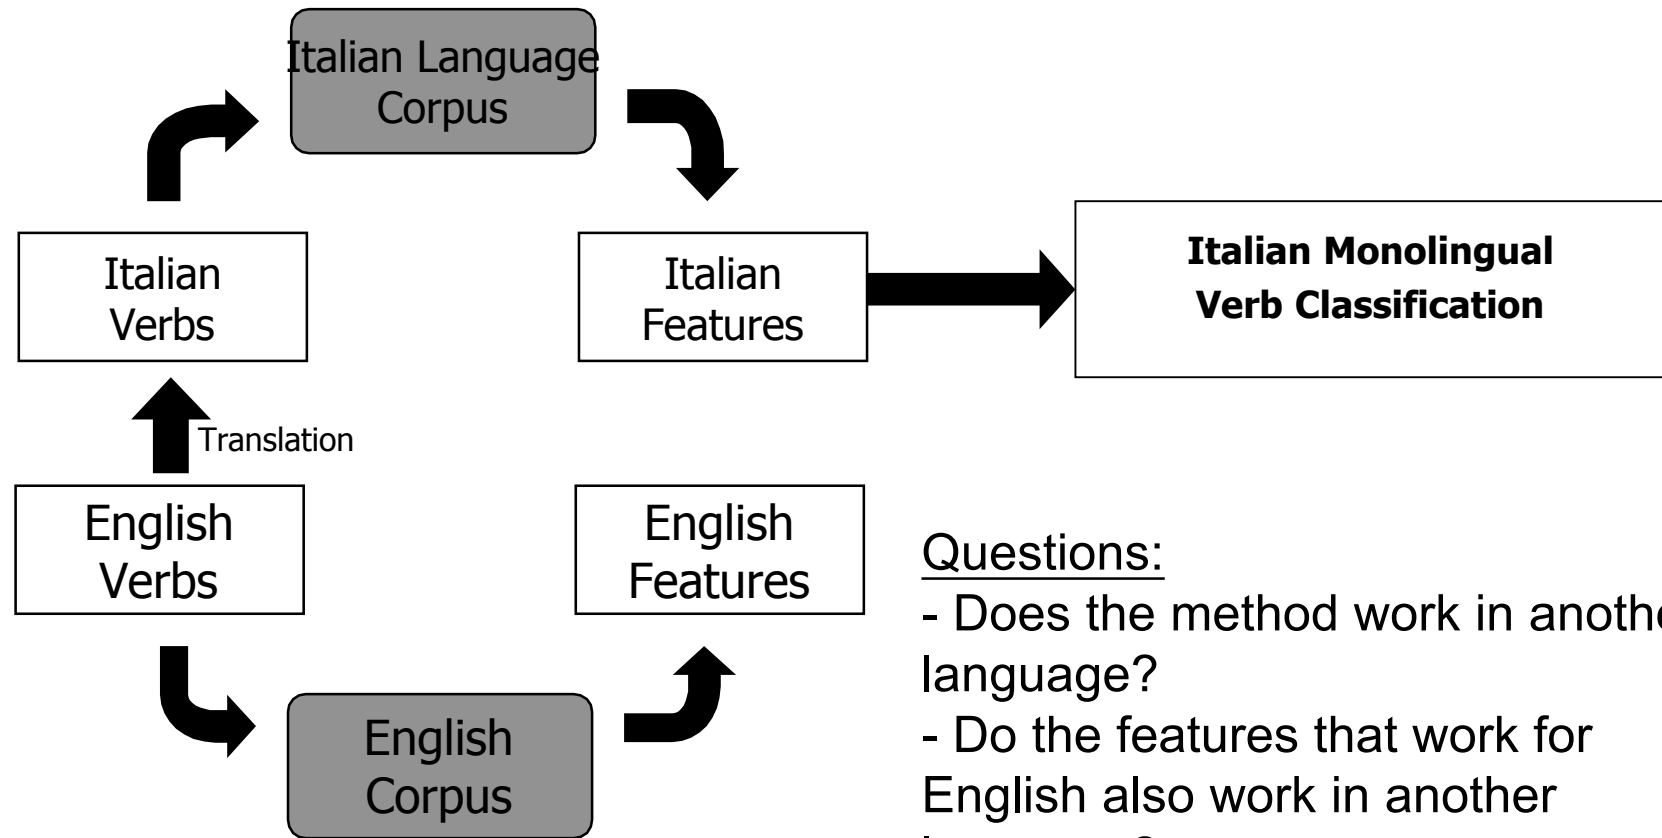 Italian Language
Corpus
Italian
Verbs
Italian
Features
Italian Monolingual
Verb Classification
Translation
English
Verbs
English
Features
English
Corpus
Questions:
- Does the method work in
language?
- Do the features that work for
English also work in another